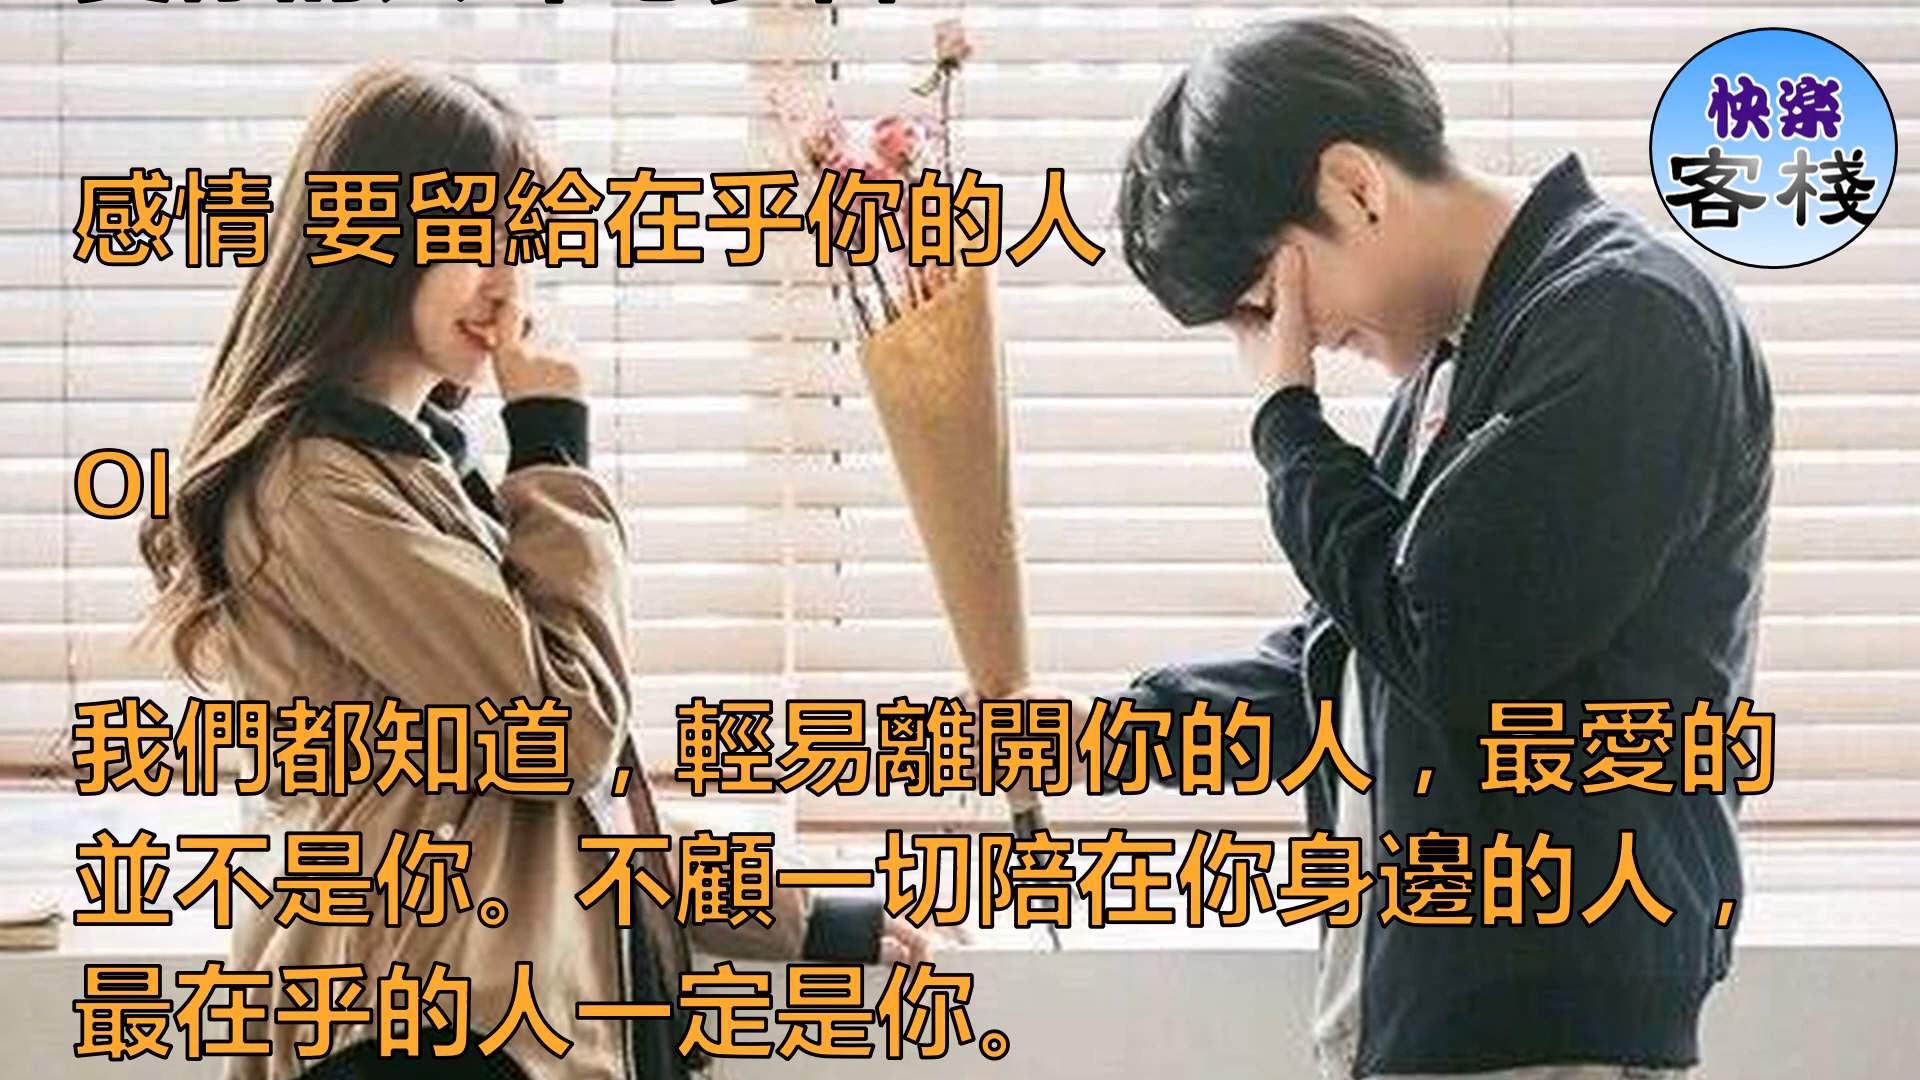 快樂
客棧
感情 要留給在乎你的人
OI
我們都知道，輕易離開你的人，最愛的
並不是你。不顧一切陪在你身邊的人，
最在乎的人一定是你。